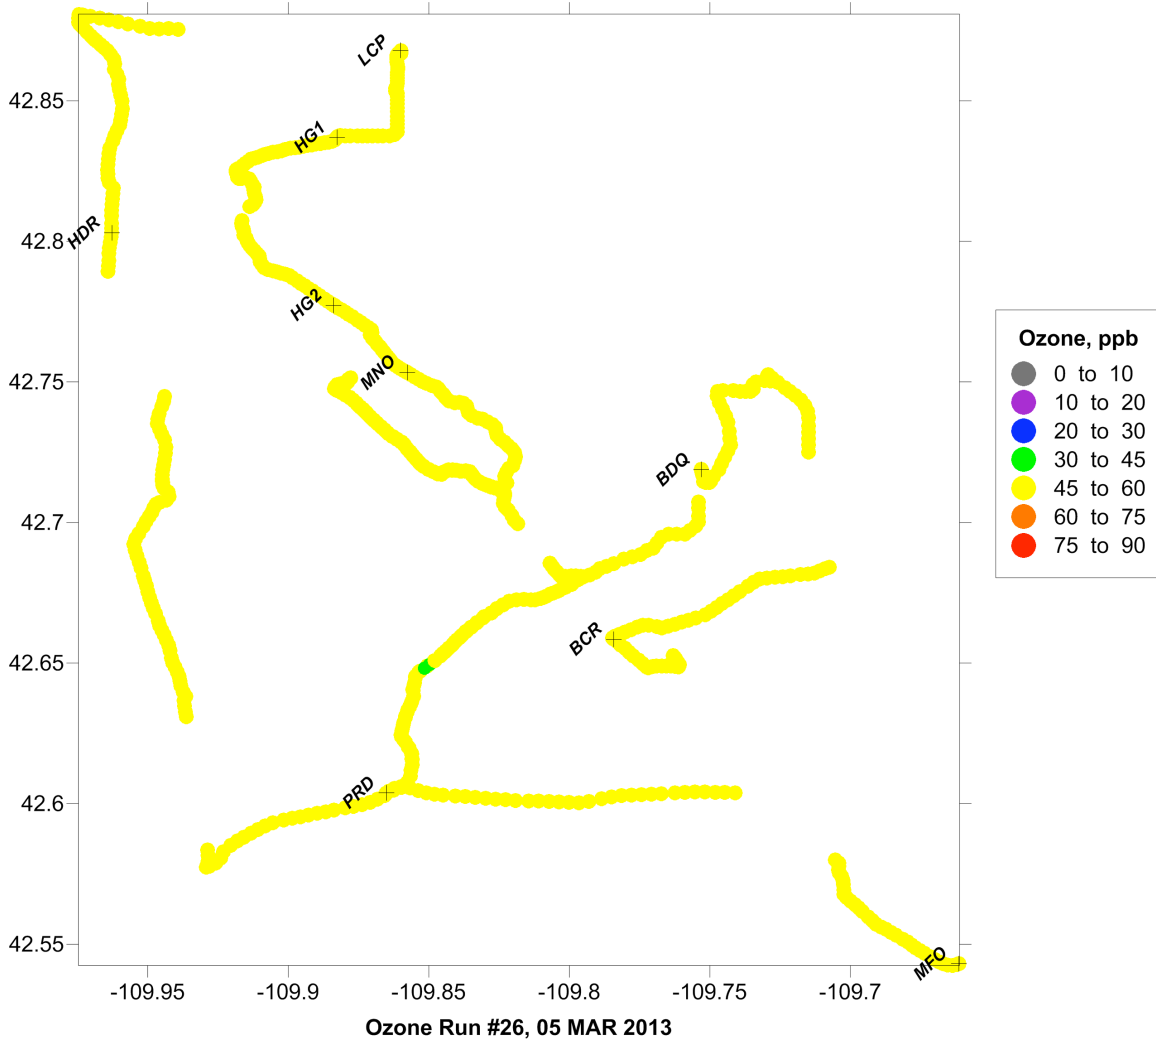 LCP
42.85
HG1
HDR
42.8
HG2
42.75
MNO
BDQ
42.7
BCR
42.65
PRD
42.6
42.55
MFO
-109.95 -109.9 -109.85 -109.8 -109.75 -109.7
Ozone Run #26, 05 MAR 2013
Ozone, ppb
0 to 10
10 to 20
20 to 30
30 to 45
45 to 60
60 to 75
75 to 90